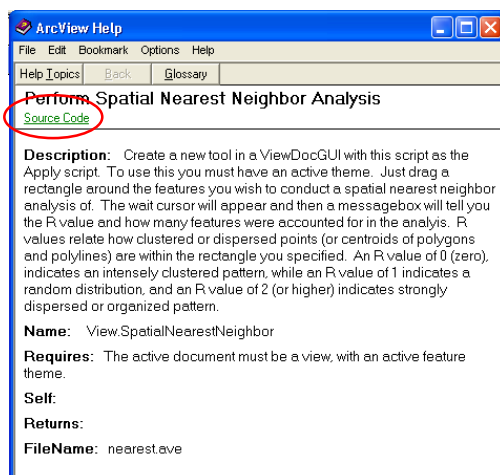 ArcView Help
File Edit Bookmark Options Help
Help Topics Back Glossary
Perform Spatial Nearest Neighbor Analysis
Source Code
Description: Create a new tool in a ViewDocGUI with this script as the
Apply script. To use this you must have an active theme. Just drag a
rectangle around the features you wish to conduct a spatial nearest neighbor
analysis of. The wait cursor will appear and then a messagebox will tell you
the R value and how many features were accounted for in the analyis. R
values relate how clustered or dispersed points (or centroids of polygons
and polylines) are within the rectangle you specified. An R value of 0 (zero),
indicates an intensely clustered pattern, while an R value of 1 indicates a
random distribution, and an R value of 2 (or higher) indicates strongly
dispersed or organized pattern.
Name: View.SpatialNearestNeighbor
Requires: The active document must be a view, with an active feature
theme.
Self:
Returns:
FileName: nearest.ave